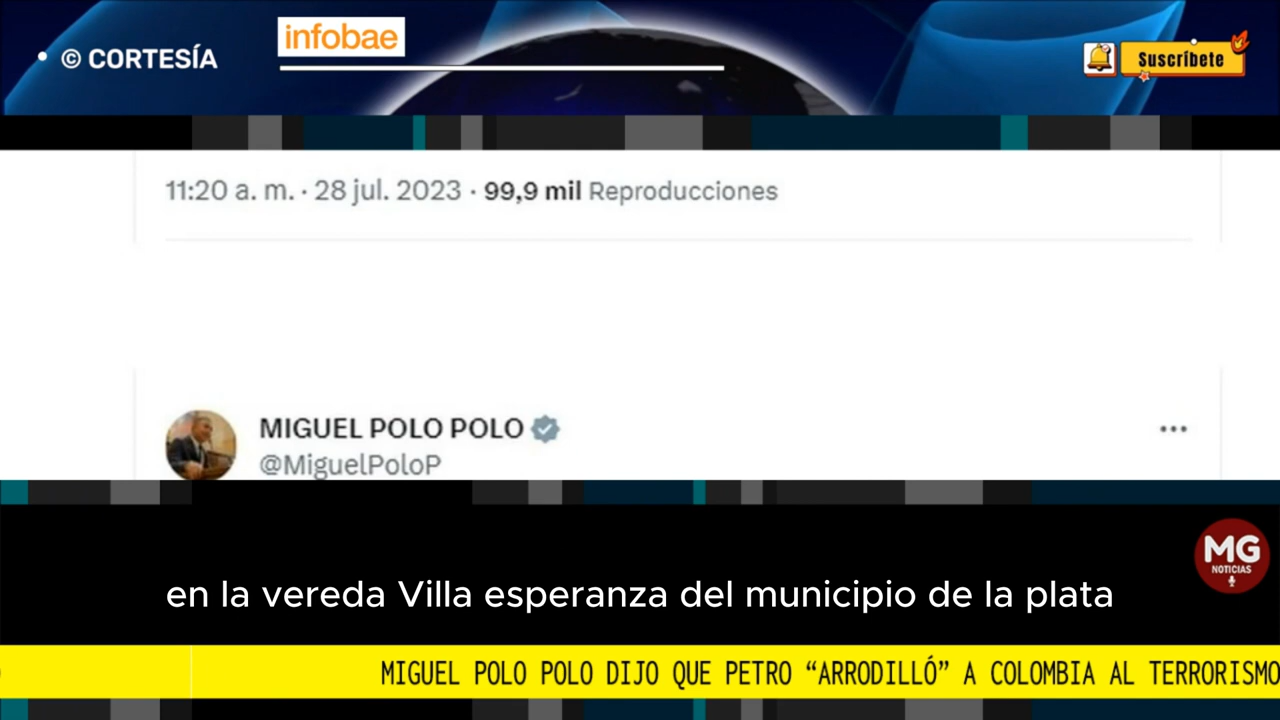 © CORTESÍA
infobae
Suscríbete
11:20 a. m. · 28 jul. 2023 · 99,9 mil Reproducciones
MIGUEL POLO POLO
@MiguelPoloP
MG
NOTICIAS
en la vereda Villa esperanza del municipio de la plata
MIGUEL POLO POLO DIJO QUE PETRO “ARRODILLÓ” A COLOMBIA AL TERRORISMO